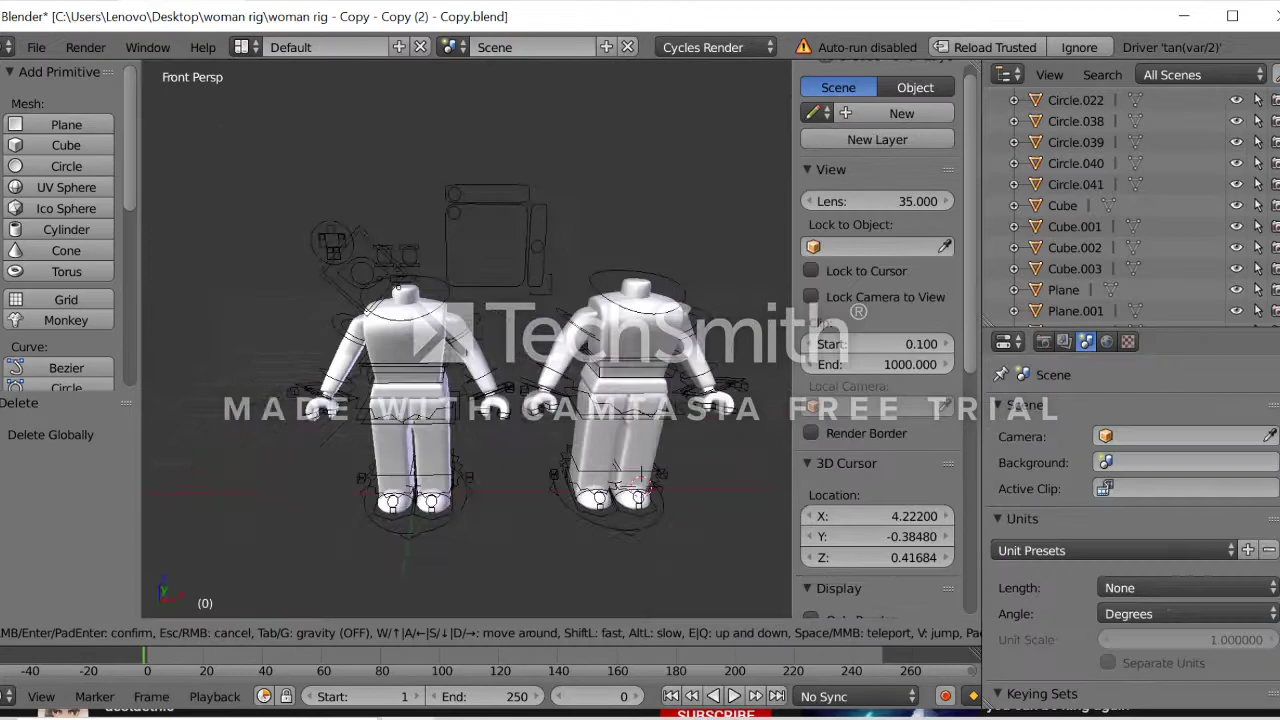 Blender* [C:\Users\Lenovo\Desktop\woman rig\woman rig - Copy - Copy (2) - Copy.blend]
File Render Window Help Default Scene Cycles Render Auto-run disabled Reload Trusted Ignore Driver 'tan(var/2)'
Add Primitive
Mesh:
Plane
Cube
Circle
UV Sphere
Ico Sphere
Cylinder
Cone
Torus
Grid
Monkey
Curve:
Bezier
Circle
Delete
Delete Globally
Front Persp
(0)
TechSmith®
MADE WITH CAMTASIA FREE TRIAL
Scene Object
New
New Layer
View
Lens: 35.000
Lock to Object:
Lock to Cursor
Lock Camera to View
Start: 0.100
End: 1000.000
Local Camera:
Render Border
3D Cursor
Location:
X: 4.22200
Y: -0.38480
Z: 0.41684
Display
View Search All Scenes
Circle.022
Circle.038
Circle.039
Circle.040
Circle.041
Cube
Cube.001
Cube.002
Cube.003
Plane
Plane.001
Scene
Scene
Camera:
Background:
Active Clip:
Units
Unit Presets
Length: None
Angle: Degrees
Unit Scale: 1.000000
Separate Units
Keying Sets
MB/Enter/PadEnter: confirm, Esc/RMB: cancel, Tab/G: gravity (OFF), W/↑|A/←|S/↓|D/→: move around, ShiftL: fast, AltL: slow, E|Q: up and down, Space/MMB: teleport, V: jump, Pa
-40 -20 0 20 40 60 80 100 120 140 160 180 200 220 240 260
View Marker Frame Playback Start: 1 End: 250 0 No Sync
SUBSCRIBE